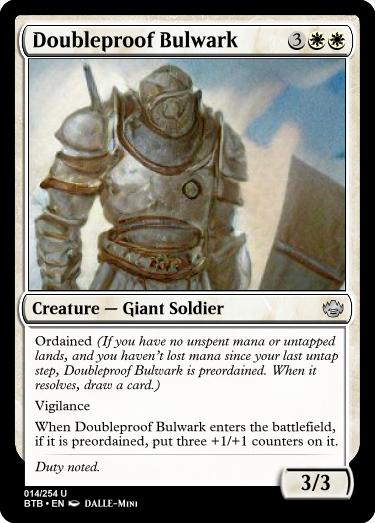 Doubleproof Bulwark 3
Creature — Giant Soldier
Ordained (If you have no unspent mana or untapped
lands, and you haven't lost mana since your last untap
step, Doubleproof Bulwark is preordained. When it
resolves, draw a card.)
Vigilance
When Doubleproof Bulwark enters the battlefield,
if it is preordained, put three +1/+1 counters on it.
Duty noted.
3/3
014/254 U
BTB • EN DALLE-Mini